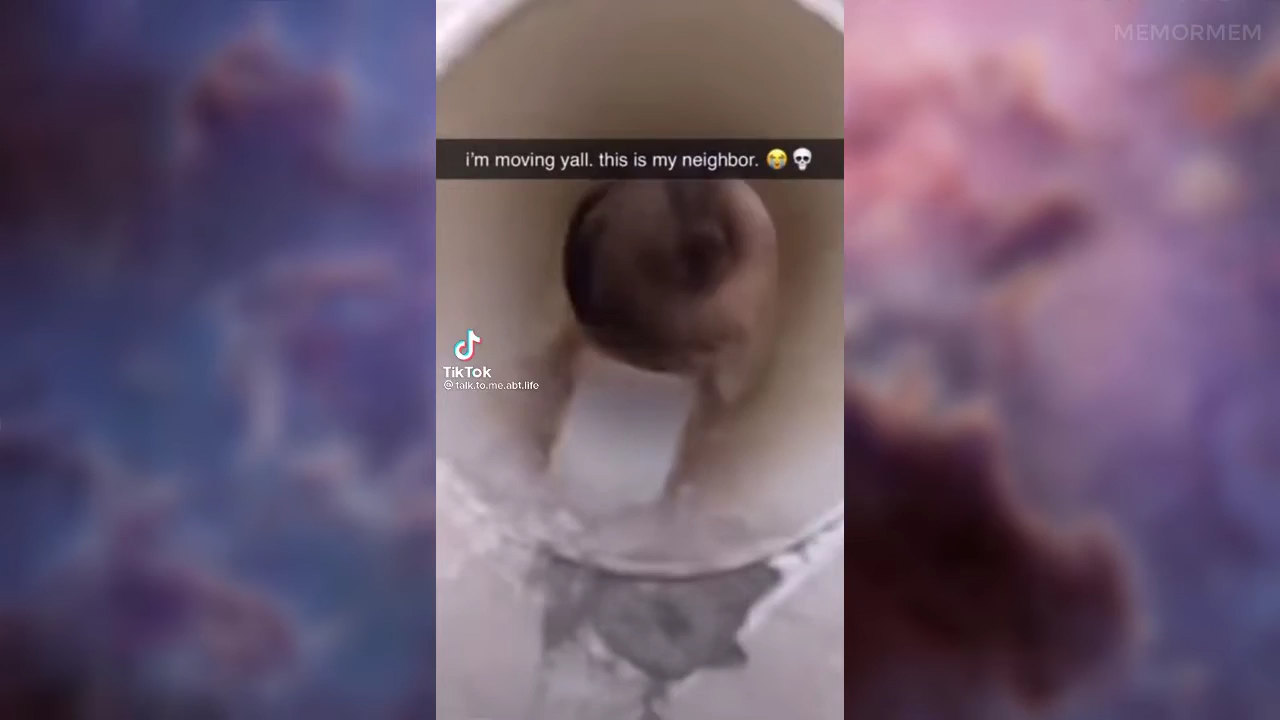 MEMORMEM
i'm moving yall. this is my neighbor. 😭💀
TikTok
@talk.to.me.abt.life